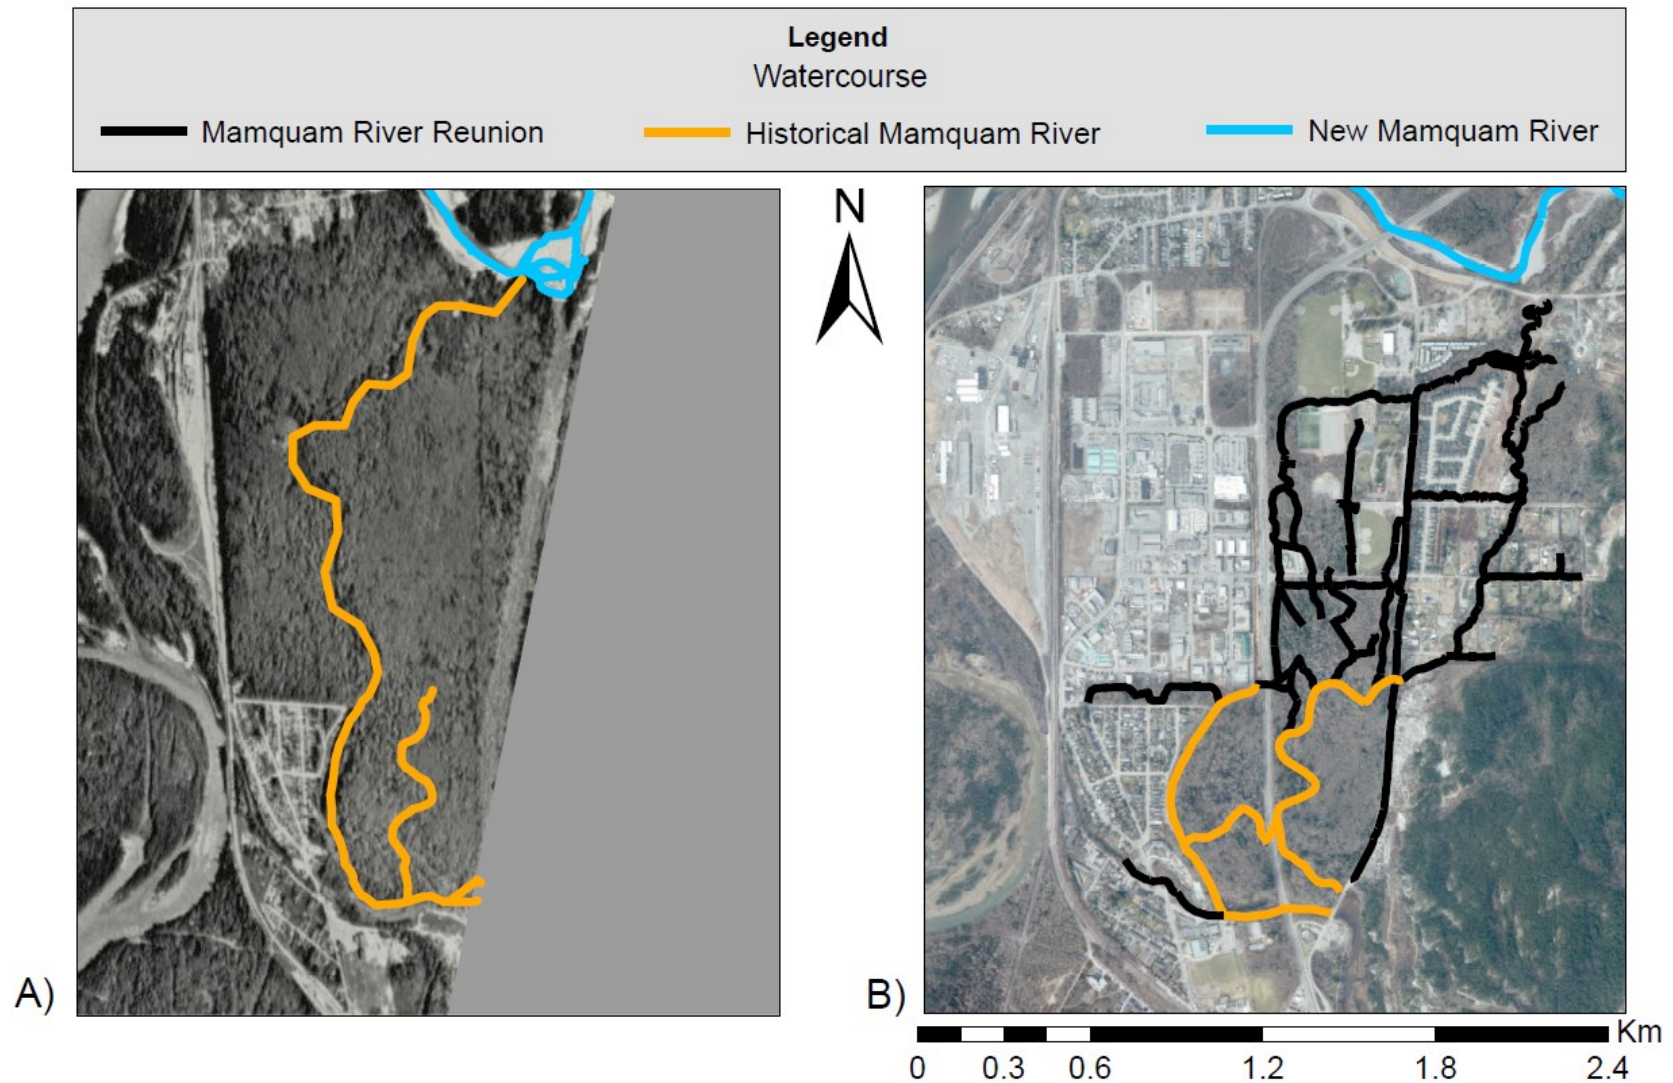 Legend
Watercourse
Mamquam River Reunion Historical Mamquam River New Mamquam River
N
A) B)
Km
0 0.3 0.6 1.2 1.8 2.4